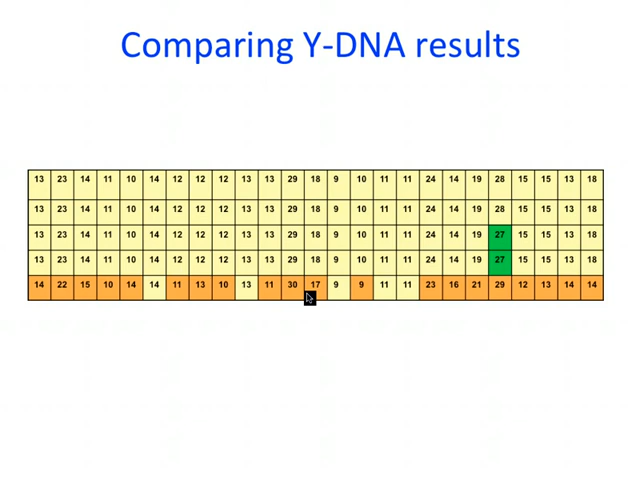 Comparing Y-DNA results
13 23 14 11 10 14 12 12 12 13 13 29 18 9 10 11 11 24 14 19 28 15 15 13 18
13 23 14 11 10 14 12 12 12 13 13 29 18 9 10 11 11 24 14 19 28 15 15 13 18
13 23 14 11 10 14 12 12 12 13 13 29 18 9 10 11 11 24 14 19 27 15 15 13 18
13 23 14 11 10 14 12 12 12 13 13 29 18 9 10 11 11 24 14 19 27 15 15 13 18
14 22 15 10 14 14 11 13 10 13 11 30 17 9 9 11 11 23 16 21 29 12 13 14 14